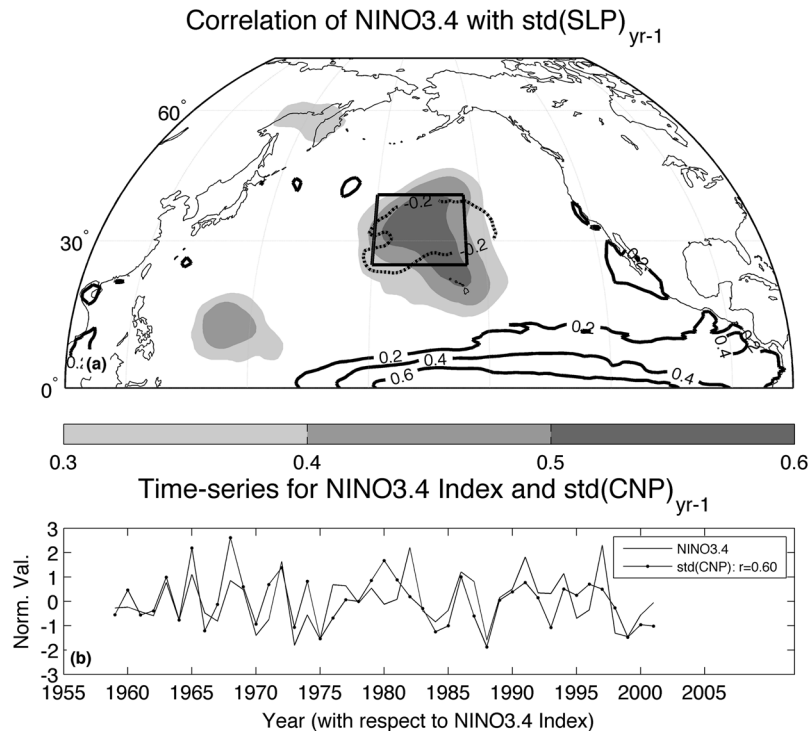 Correlation of NINO3.4 with std(SLP)yr-1
60°
30°
0°
-0.2
-0.2
0.2
0.2
0.2
0.4
0.4
0.6
0.4
(a)
0.3 0.4 0.5 0.6
Time-series for NINO3.4 Index and std(CNP)yr-1
Norm. Val.
3
2
1
0
-1
-2
-3
NINO3.4
std(CNP): r=0.60
(b)
1955 1960 1965 1970 1975 1980 1985 1990 1995 2000 2005
Year (with respect to NINO3.4 Index)